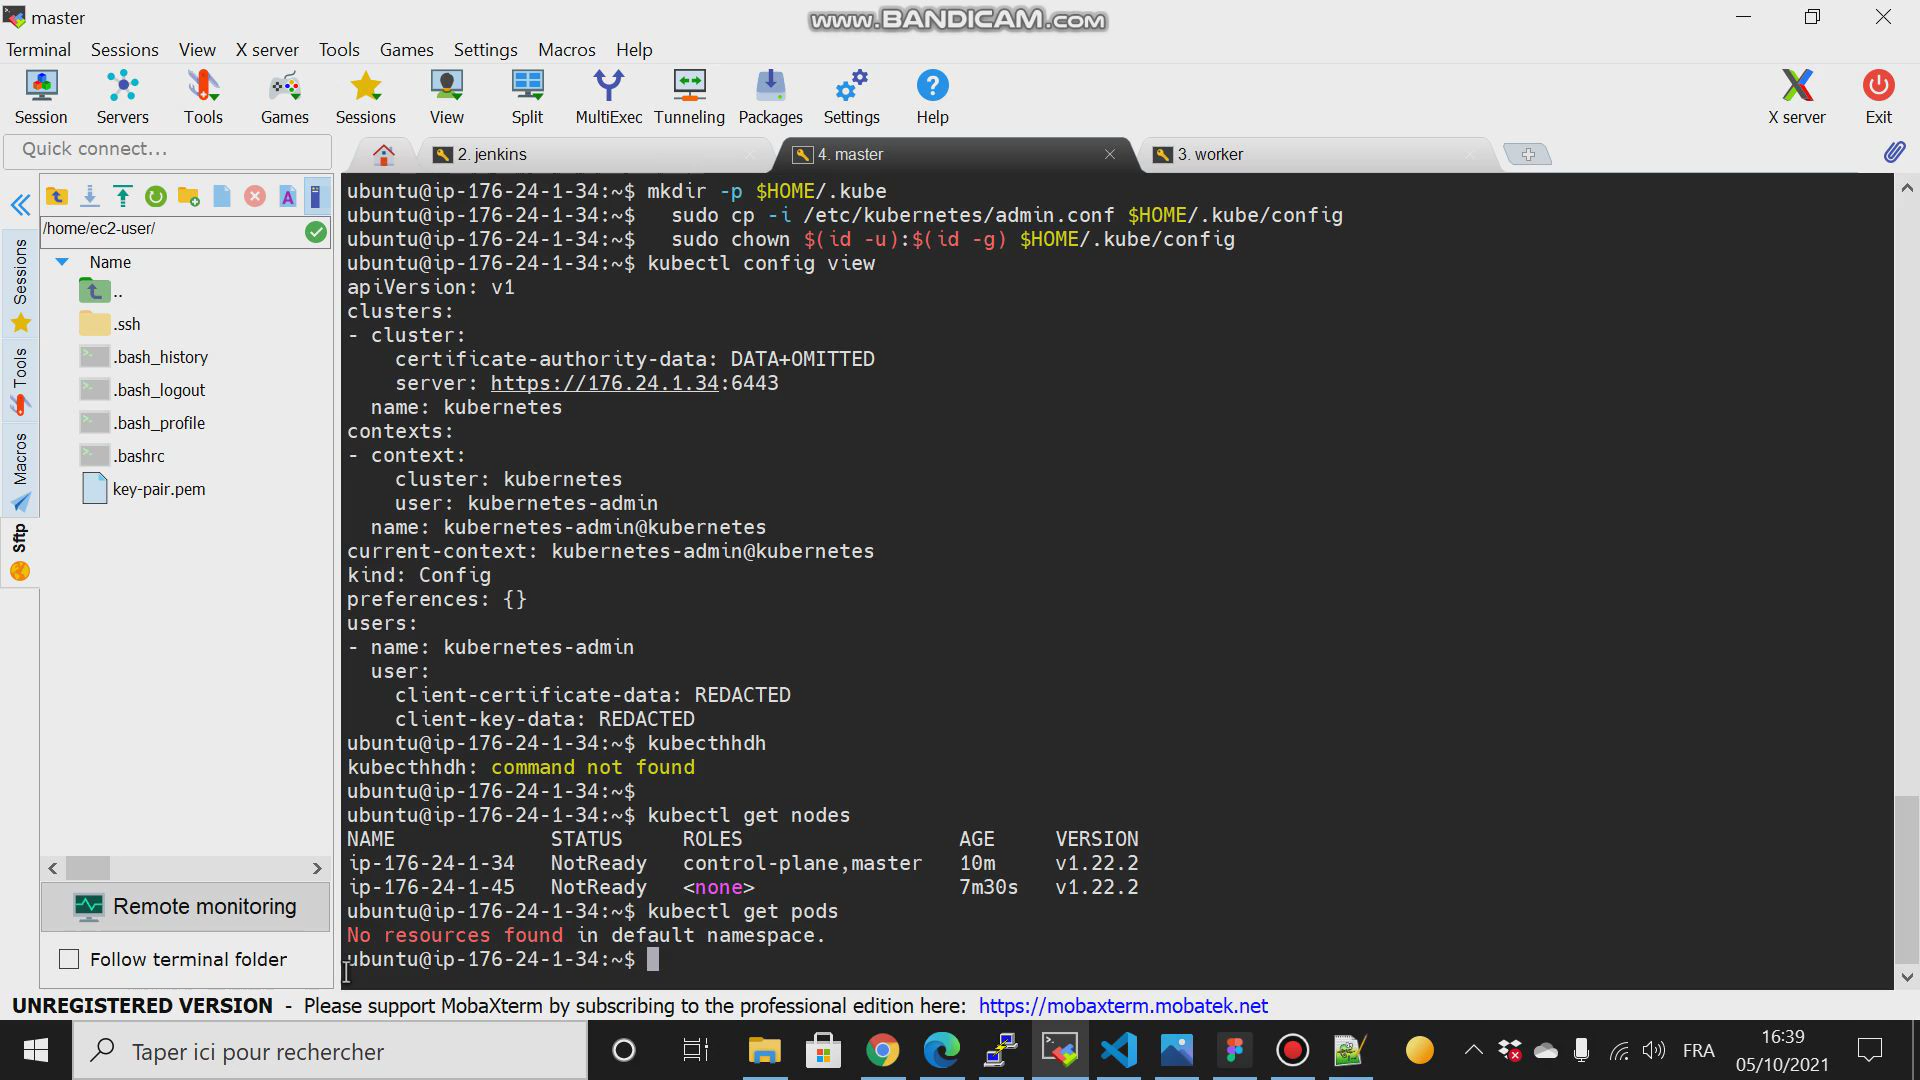 master
www.BANDICAM.com
Terminal Sessions View X server Tools Games Settings Macros Help
Session Servers Tools Games Sessions View Split MultiExec Tunneling Packages Settings Help X server Exit
Quick connect...
2. jenkins
4. master
3. worker
/home/ec2-user/
Name
..
.ssh
.bash_history
.bash_logout
.bash_profile
.bashrc
key-pair.pem
Sessions
Tools
Macros
Sftp
Remote monitoring
Follow terminal folder
ubuntu@ip-176-24-1-34:~$ mkdir -p $HOME/.kube
ubuntu@ip-176-24-1-34:~$   sudo cp -i /etc/kubernetes/admin.conf $HOME/.kube/config
ubuntu@ip-176-24-1-34:~$   sudo chown $(id -u):$(id -g) $HOME/.kube/config
ubuntu@ip-176-24-1-34:~$ kubectl config view
apiVersion: v1
clusters:
- cluster:
    certificate-authority-data: DATA+OMITTED
    server: https://176.24.1.34:6443
  name: kubernetes
contexts:
- context:
    cluster: kubernetes
    user: kubernetes-admin
  name: kubernetes-admin@kubernetes
current-context: kubernetes-admin@kubernetes
kind: Config
preferences: {}
users:
- name: kubernetes-admin
  user:
    client-certificate-data: REDACTED
    client-key-data: REDACTED
ubuntu@ip-176-24-1-34:~$ kubecthhdh
kubecthhdh: command not found
ubuntu@ip-176-24-1-34:~$
ubuntu@ip-176-24-1-34:~$ kubectl get nodes
NAME             STATUS     ROLES                  AGE     VERSION
ip-176-24-1-34   NotReady   control-plane,master   10m     v1.22.2
ip-176-24-1-45   NotReady   <none>                 7m30s   v1.22.2
ubuntu@ip-176-24-1-34:~$ kubectl get pods
No resources found in default namespace.
ubuntu@ip-176-24-1-34:~$
UNREGISTERED VERSION - Please support MobaXterm by subscribing to the professional edition here: https://mobaxterm.mobatek.net
Taper ici pour rechercher
FRA
16:39
05/10/2021